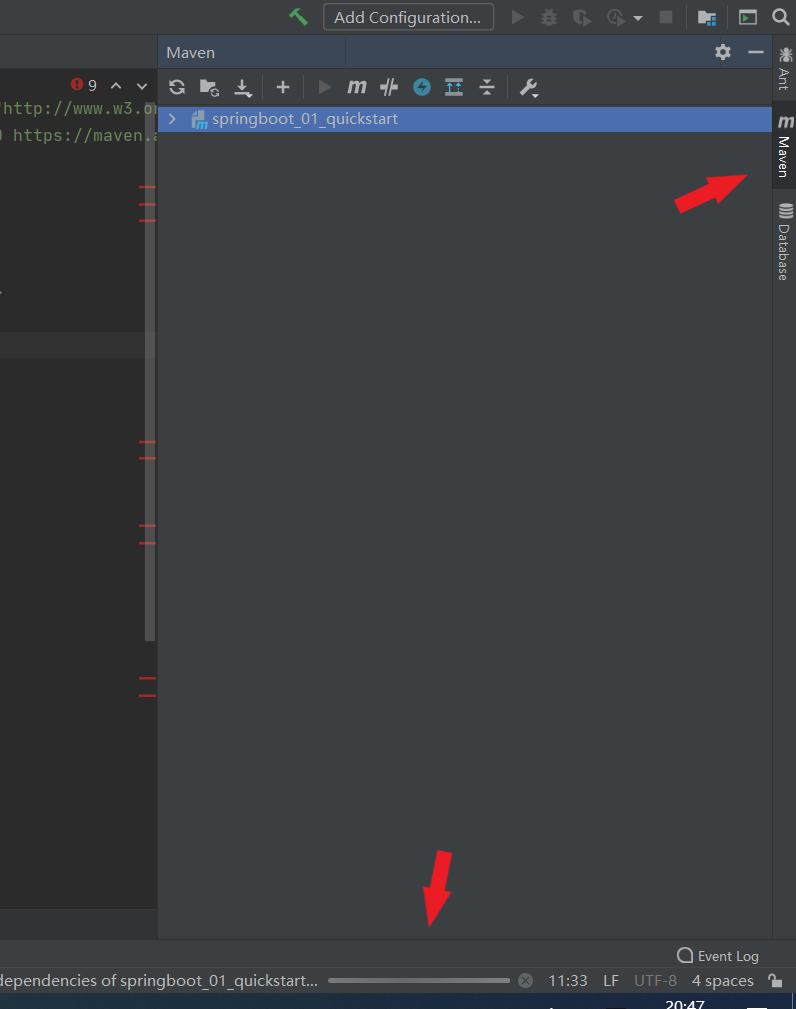 Add Configuration...
Maven
9
'http://www.w3.or
https://maven.a
springboot_01_quickstart
Ant
Maven
Database
Event Log
dependencies of springboot_01_quickstart...
11:33 LF UTF-8 4 spaces
20:47